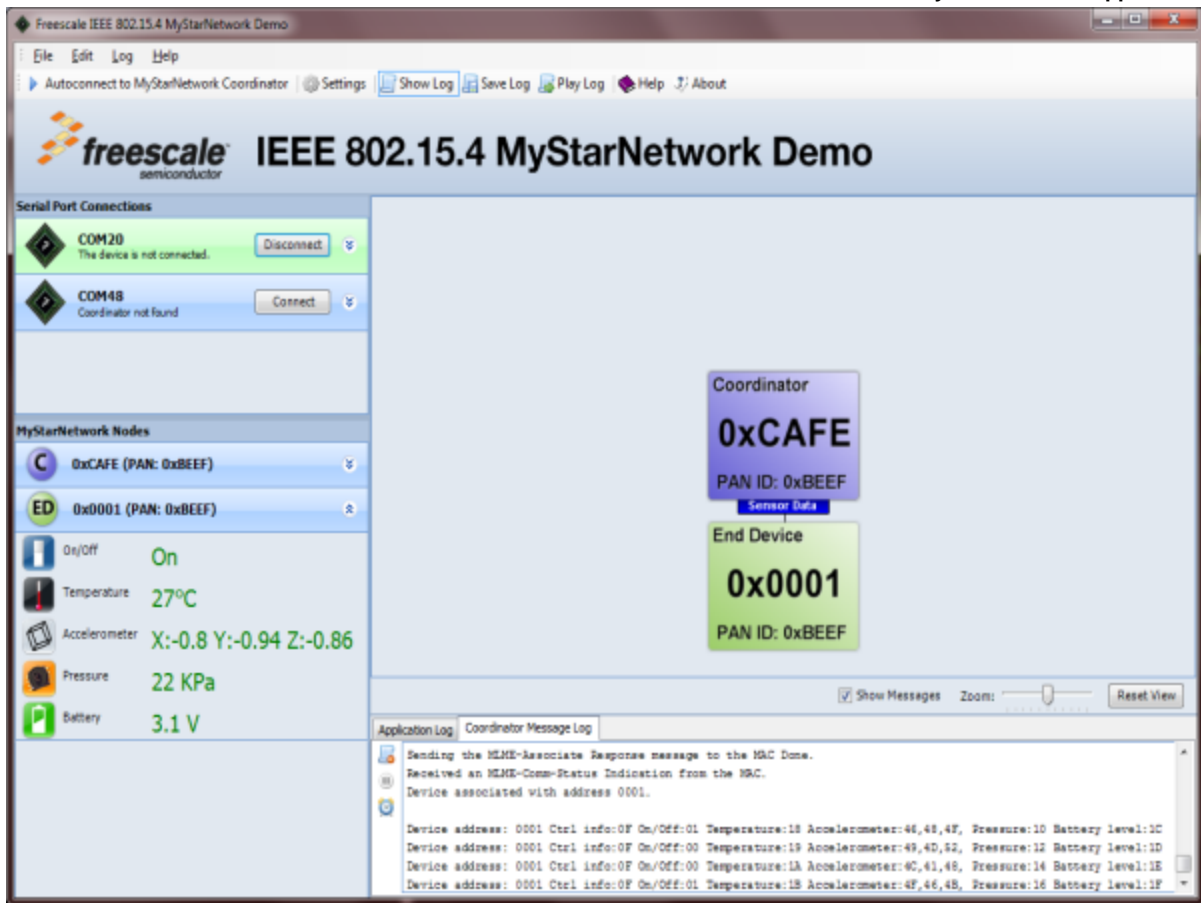 Freescale IEEE 802.15.4 MyStarNetwork Demo
File Edit Log Help
Autoconnect to MyStarNetwork Coordinator Settings Show Log Save Log Play Log Help About
freescale semiconductor
IEEE 802.15.4 MyStarNetwork Demo
Serial Port Connections
COM20
The device is not connected.
Disconnect
COM48
Coordinator not found
Connect
MyStarNetwork Nodes
C 0xCAFE (PAN: 0xBEEF)
ED 0x0001 (PAN: 0xBEEF)
On/Off On
Temperature 27°C
Accelerometer X:-0.8 Y:-0.94 Z:-0.86
Pressure 22 KPa
Battery 3.1 V
Coordinator
0xCAFE
PAN ID: 0xBEEF
Sensor Data
End Device
0x0001
PAN ID: 0xBEEF
Show Messages Zoom: Reset View
Application Log Coordinator Message Log
Sending the MLME-Associate Response message to the MAC Done.
Received an MLME-Comm-Status Indication from the MAC.
Device associated with address 0001.
Device address: 0001 Ctrl info:0F On/Off:01 Temperature:18 Accelerometer:46,48,4F, Pressure:10 Battery level:1C
Device address: 0001 Ctrl info:0F On/Off:00 Temperature:19 Accelerometer:49,4D,52, Pressure:12 Battery level:1D
Device address: 0001 Ctrl info:0F On/Off:00 Temperature:1A Accelerometer:4C,41,48, Pressure:14 Battery level:1E
Device address: 0001 Ctrl info:0F On/Off:01 Temperature:1B Accelerometer:4F,46,4B, Pressure:16 Battery level:1F